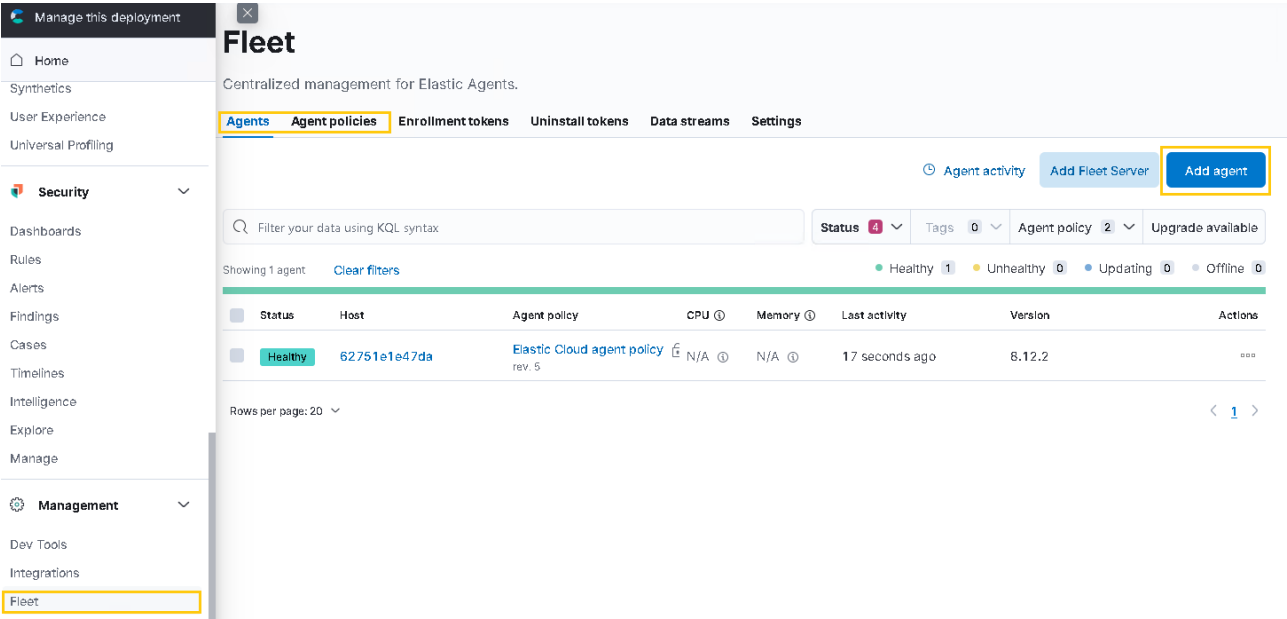 Manage this deployment
Home
Synthetics
User Experience
Universal Profiling
Security
Dashboards
Rules
Alerts
Findings
Cases
Timelines
Intelligence
Explore
Manage
Management
Dev Tools
Integrations
Fleet
Fleet
Centralized management for Elastic Agents.
Agents Agent policies Enrollment tokens Uninstall tokens Data streams Settings
Agent activity Add Fleet Server Add agent
Filter your data using KQL syntax Status 4 Tags 0 Agent policy 2 Upgrade available
Showing 1 agent Clear filters Healthy 1 Unhealthy 0 Updating 0 Offline 0
Status Host Agent policy CPU Memory Last activity Version Actions
Healthy 62751e1e47da Elastic Cloud agent policy N/A N/A 17 seconds ago 8.12.2
rev. 5
Rows per page: 20 1